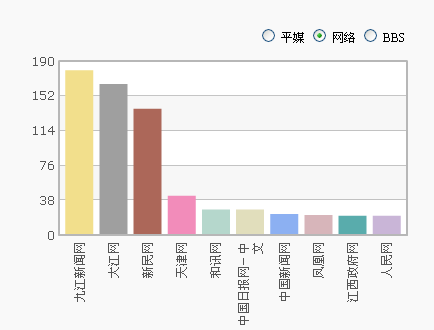 平媒 网络 BBS
190
152
114
76
38
0
九江新闻网
大江网
新民网
天津网
和讯网
中国日报网－中
文
中国新闻网
凤凰网
江西政府网
人民网